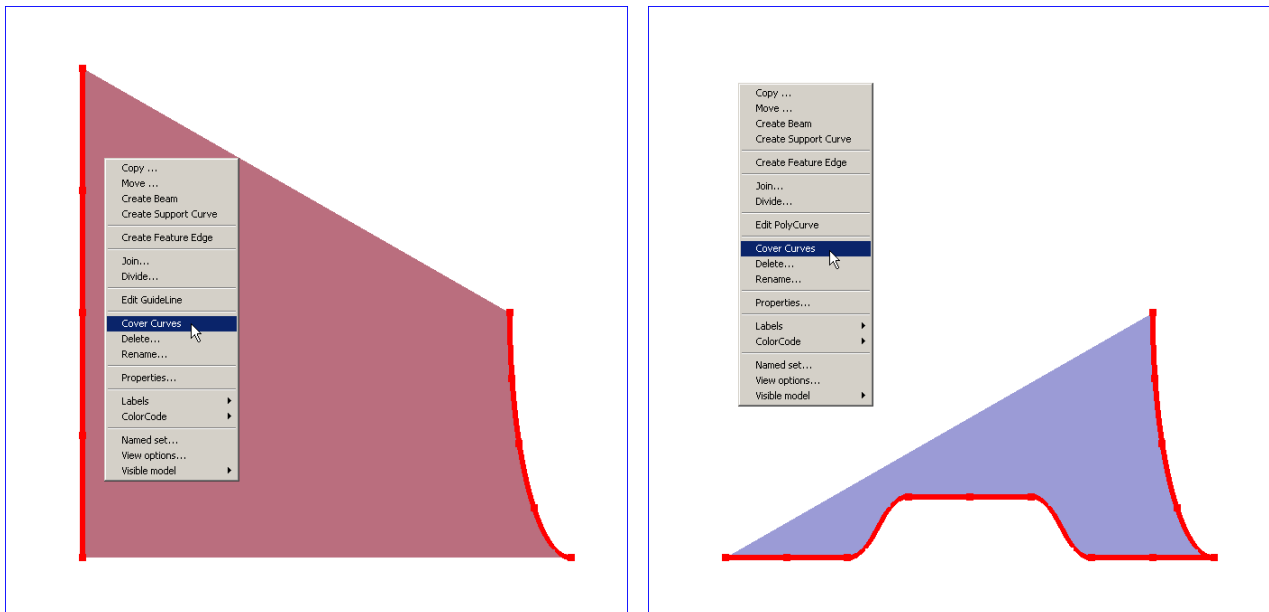 Copy ...
Move ...
Create Beam
Create Support Curve
Create Feature Edge
Join...
Divide...
Edit GuideLine
Cover Curves
Delete...
Rename...
Properties...
Labels
ColorCode
Named set...
View options...
Visible model
Copy ...
Move ...
Create Beam
Create Support Curve
Create Feature Edge
Join...
Divide...
Edit PolyCurve
Cover Curves
Delete...
Rename...
Properties...
Labels
ColorCode
Named set...
View options...
Visible model